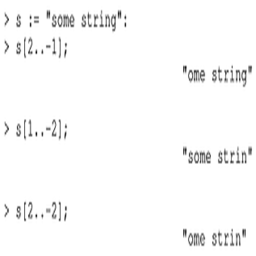 > s := "some string":
> s[2..-1];
"ome string"
> s[1..-2];
"some strin"
> s[2..-2];
"ome strin"